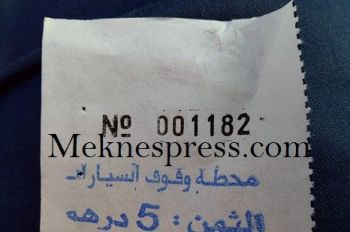 Nº 001182
Meknespress.com
محطة وقوف السيارات
الثمن : 5 درهم